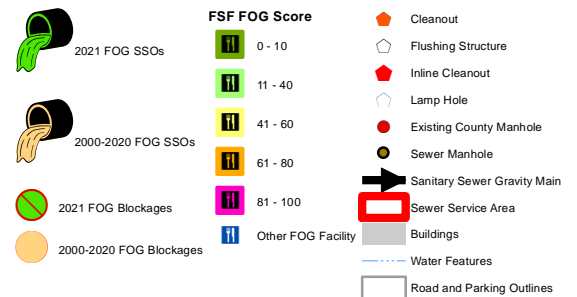 2021 FOG SSOs
2000-2020 FOG SSOs
2021 FOG Blockages
2000-2020 FOG Blockages
FSF FOG Score
0 - 10
11 - 40
41 - 60
61 - 80
81 - 100
Other FOG Facility
Cleanout
Flushing Structure
Inline Cleanout
Lamp Hole
Existing County Manhole
Sewer Manhole
Sanitary Sewer Gravity Main
Sewer Service Area
Buildings
Water Features
Road and Parking Outlines